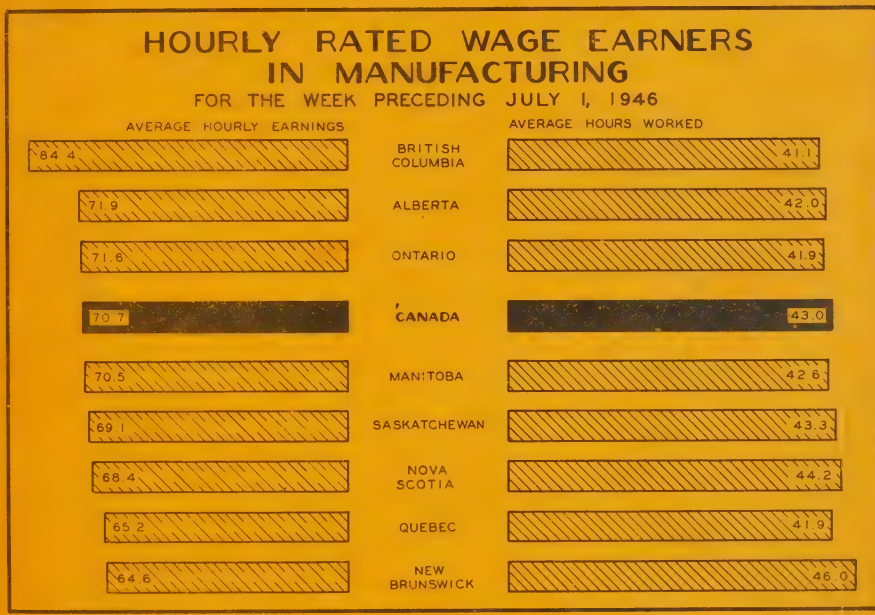 HOURLY RATED WAGE EARNERS
IN MANUFACTURING
FOR THE WEEK PRECEDING JULY 1, 1946
AVERAGE HOURLY EARNINGS AVERAGE HOURS WORKED
84.4 BRITISH COLUMBIA 41.1
71.9 ALBERTA 42.0
71.6 ONTARIO 41.9
70.7 CANADA 43.0
70.5 MANITOBA 42.6
69.1 SASKATCHEWAN 43.3
68.4 NOVA SCOTIA 44.2
65.2 QUEBEC 41.9
64.6 NEW BRUNSWICK 46.0